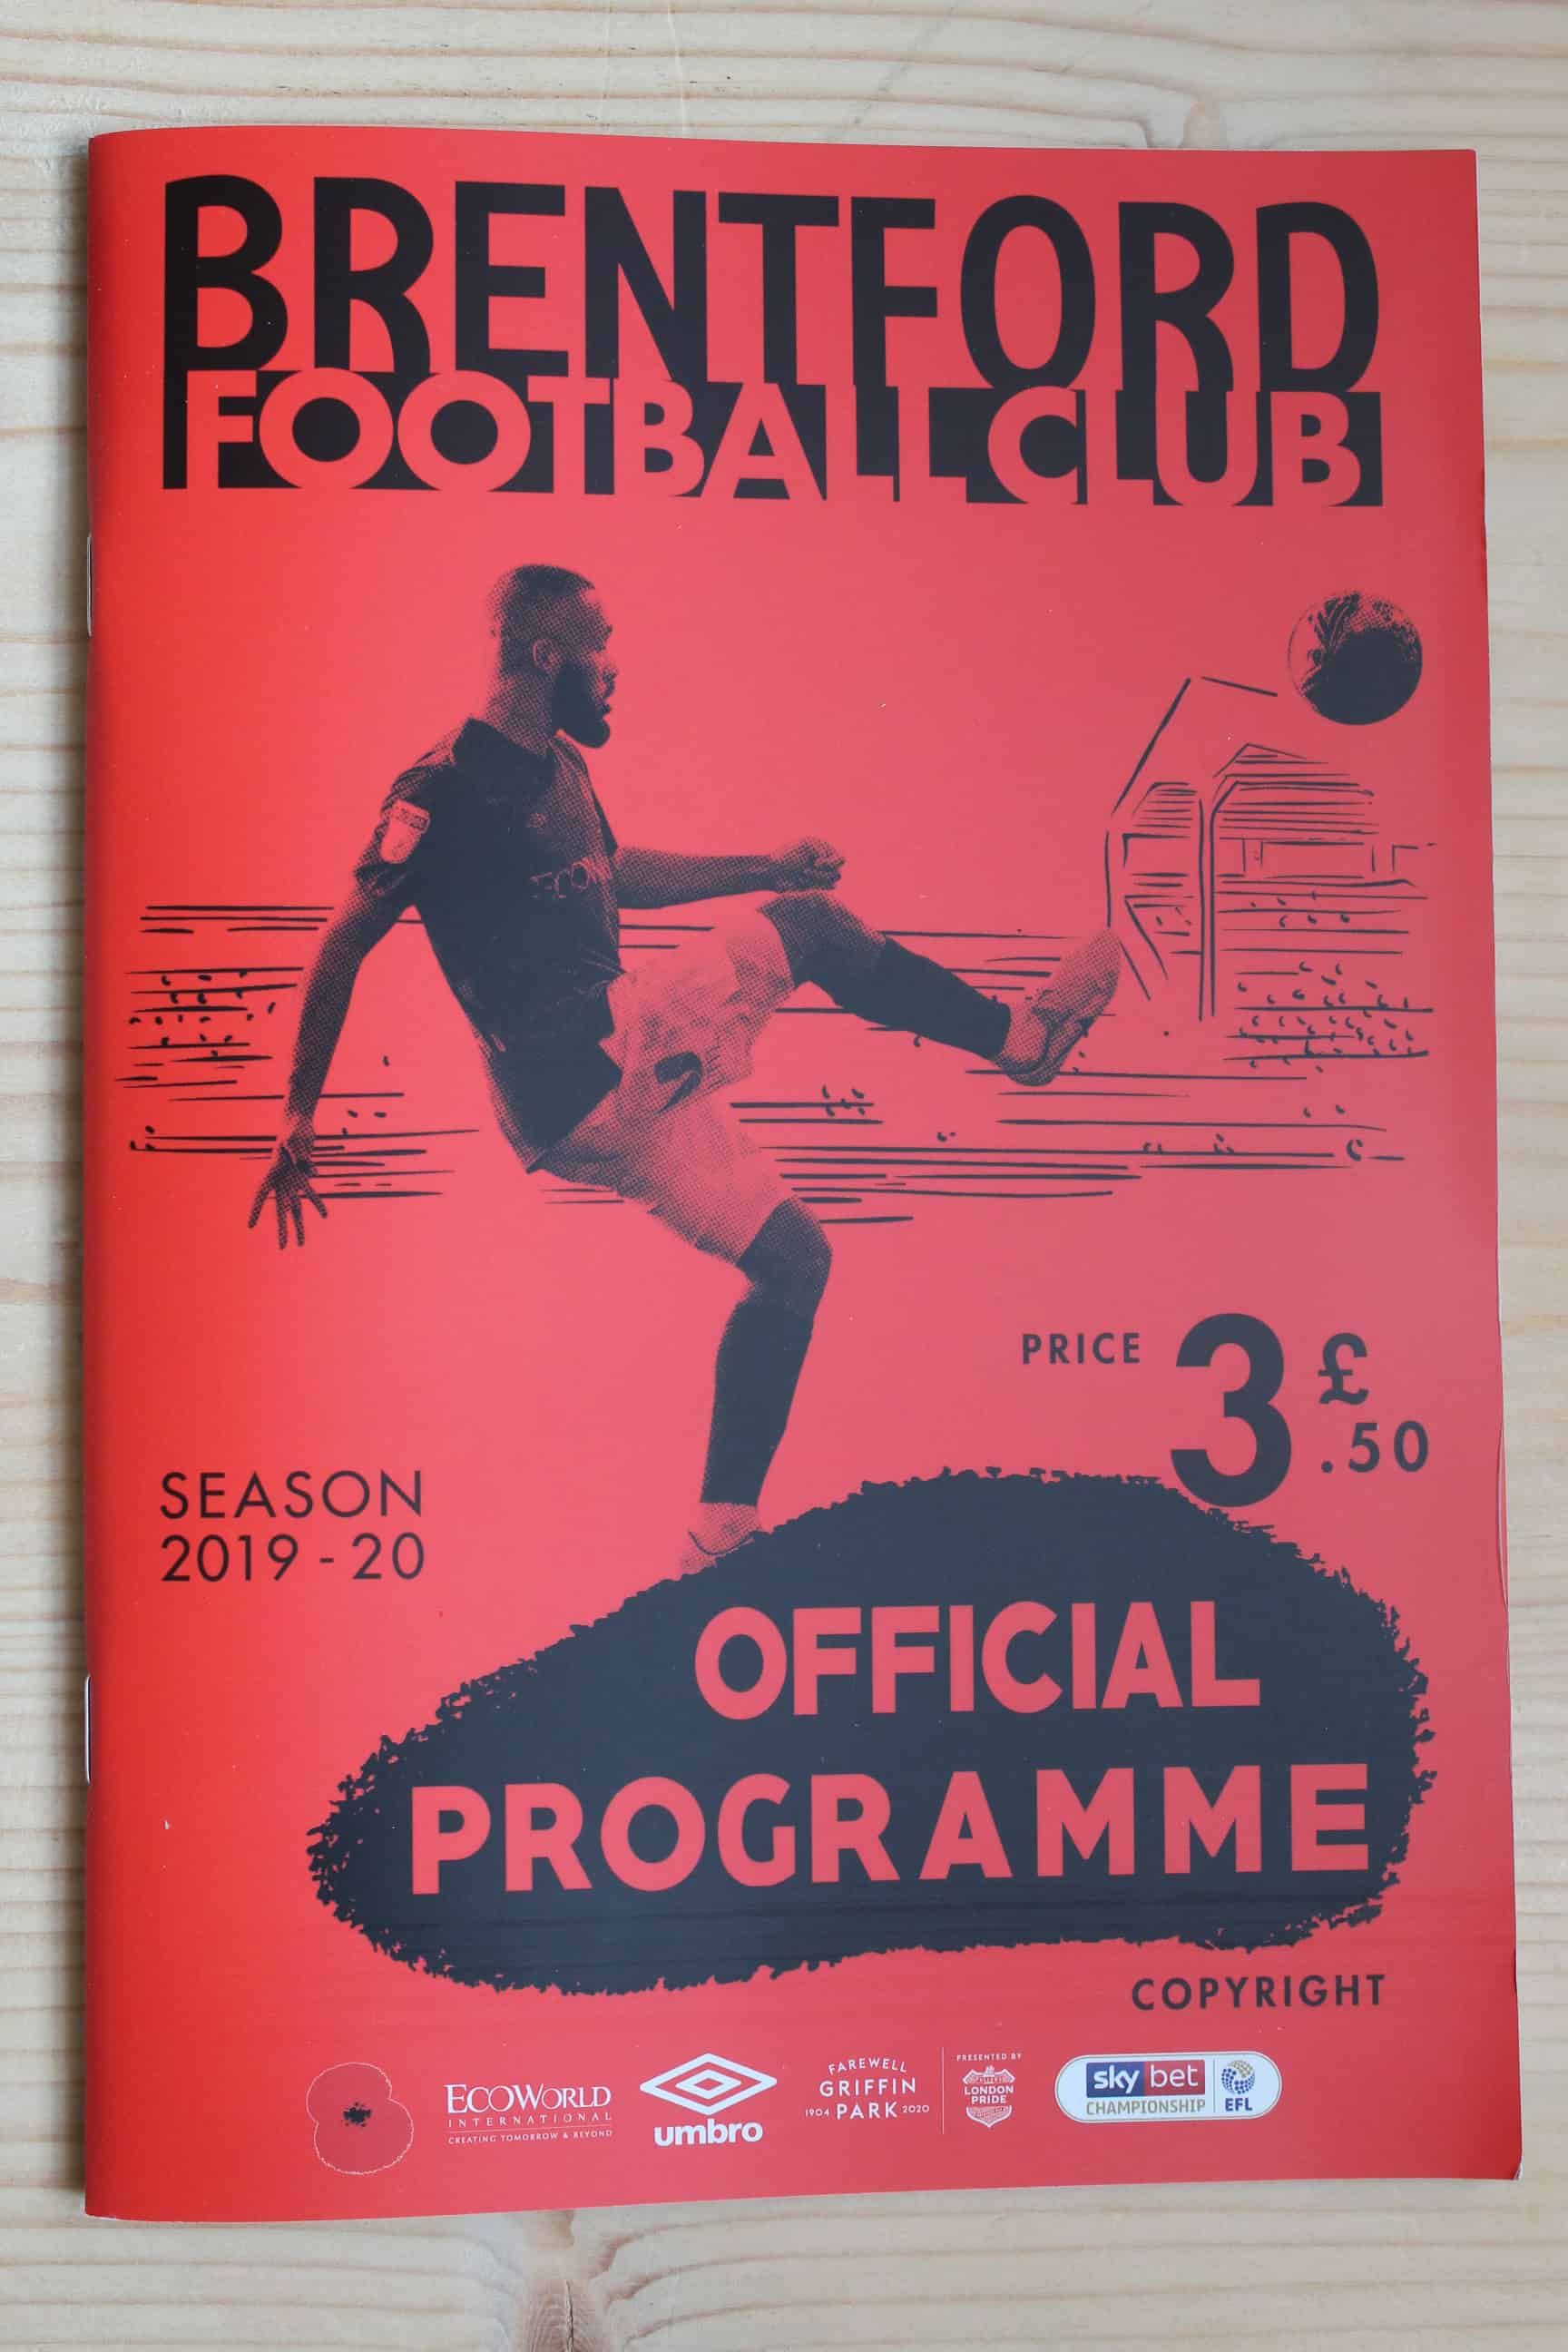 BRENTFORD
FOOTBALL CLUB
PRICE 3 £ .50
SEASON
2019 - 20
OFFICIAL
PROGRAMME
COPYRIGHT
ECOWORLD
INTERNATIONAL
CREATING TOMORROW & BEYOND
umbro
FAREWELL
GRIFFIN
1904 PARK 2020
PRESENTED BY
LONDON
PRIDE
sky bet
CHAMPIONSHIP
EFL